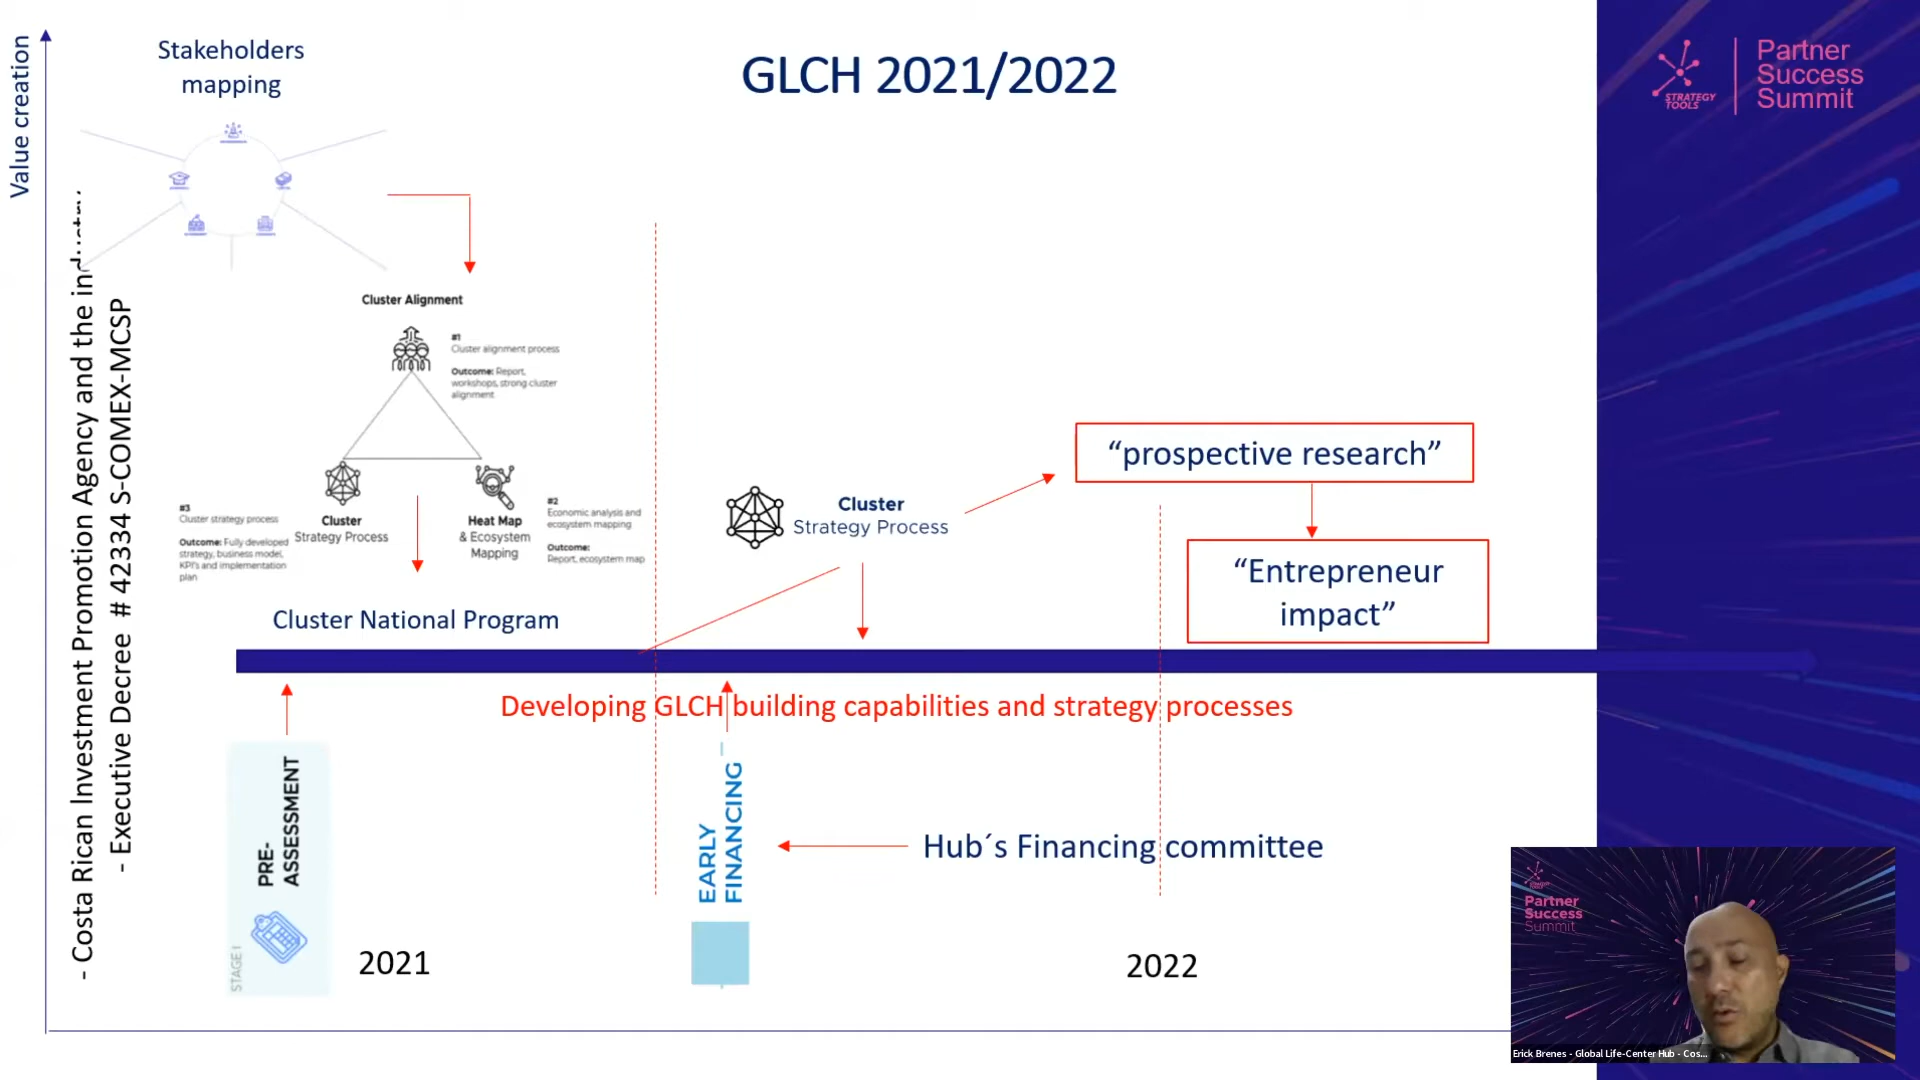 Value creation
Stakeholders
mapping
GLCH 2021/2022
STRATEGY
TOOLS
Partner
Success
Summit
- Costa Rican Investment Promotion Agency and the industry.
- Executive Decree # 42334 S-COMEX-MCSP
Cluster Alignment
#1
Cluster alignment process
Outcome: Report,
workshops, strong cluster
alignment
#3
Cluster strategy process
Outcome: Fully developed
strategy, business model,
KPI's and implementation
plan
Cluster
Strategy Process
Heat Map
& Ecosystem
Mapping
#2
Economic analysis and
ecosystem mapping
Outcome:
Report, ecosystem map
Cluster National Program
Cluster
Strategy Process
“prospective research”
“Entrepreneur
impact”
Developing GLCH building capabilities and strategy processes
STAGE I
PRE-
ASSESSMENT
2021
EARLY
FINANCING
Hub´s Financing committee
2022
Partner
Success
Summit
Erick Brenes - Global Life-Center Hub - Cos...